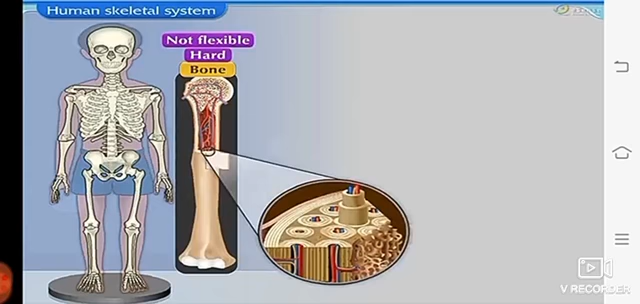 Human skeletal system
Not flexible
Hard
Bone
V RECORDER